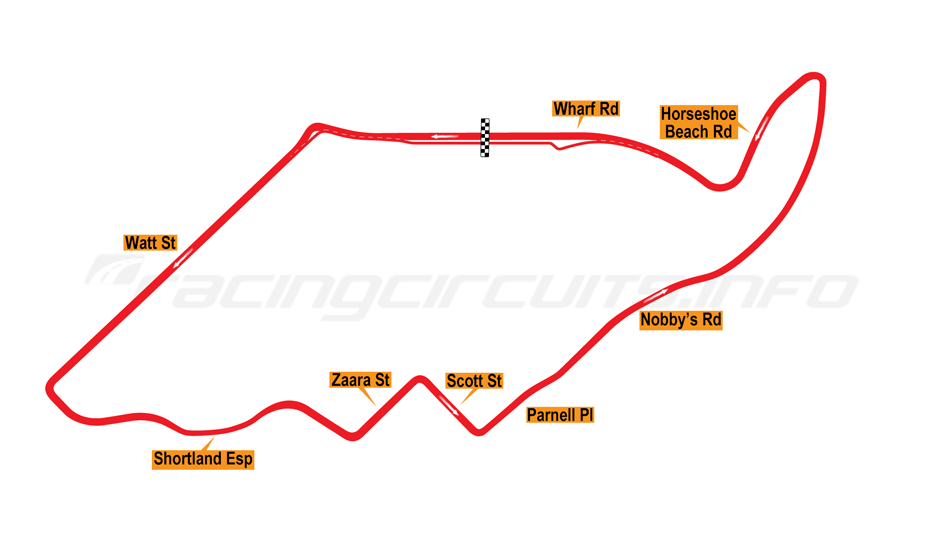 Wharf Rd
Horseshoe
Beach Rd
Watt St
racingcircuits.info
Nobby's Rd
Zaara St
Scott St
Parnell Pl
Shortland Esp